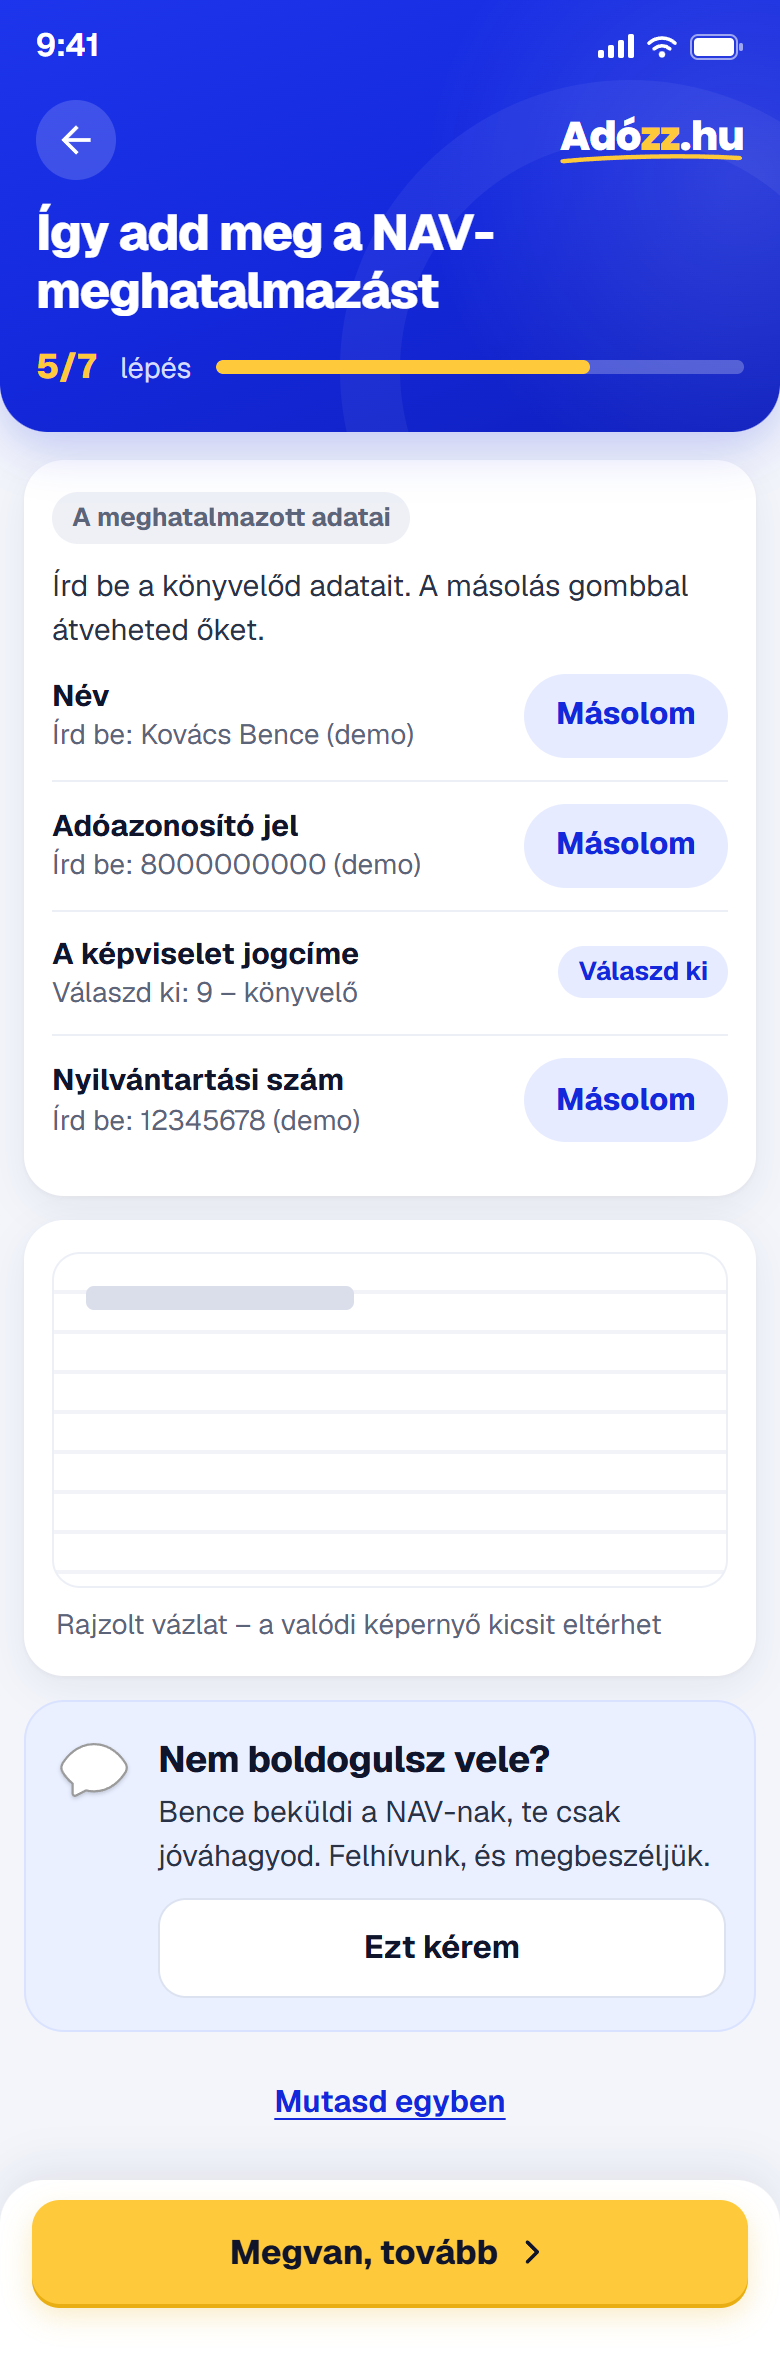 9:41
Adózz.hu
Így add meg a NAV-
meghatalmazást
5/7 lépés
A meghatalmazott adatai
Írd be a könyvelőd adatait. A másolás gombbal
átveheted őket.
Név
Írd be: Kovács Bence (demo)
Másolom
Adóazonosító jel
Írd be: 8000000000 (demo)
Másolom
A képviselet jogcíme
Válaszd ki: 9 – könyvelő
Válaszd ki
Nyilvántartási szám
Írd be: 12345678 (demo)
Másolom
Rajzolt vázlat – a valódi képernyő kicsit eltérhet
Nem boldogulsz vele?
Bence beküldi a NAV-nak, te csak
jóváhagyod. Felhívunk, és megbeszéljük.
Ezt kérem
Mutasd egyben
Megvan, tovább